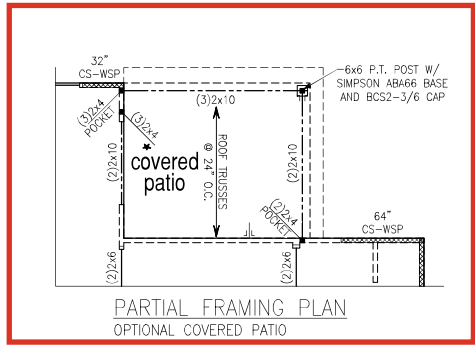 32"
CS-WSP
6x6 P.T. POST W/
SIMPSON ABA66 BASE
AND BCS2-3/6 CAP
(3)2x10
(3)2x4
POCKET
(3)2x4
covered
patio
ROOF TRUSSES
@ 24" O.C.
(2)2x10
(2)2x10
(2)2x4
POCKET
64"
CS-WSP
(2)2x6
(2)2x6
PARTIAL FRAMING PLAN
OPTIONAL COVERED PATIO